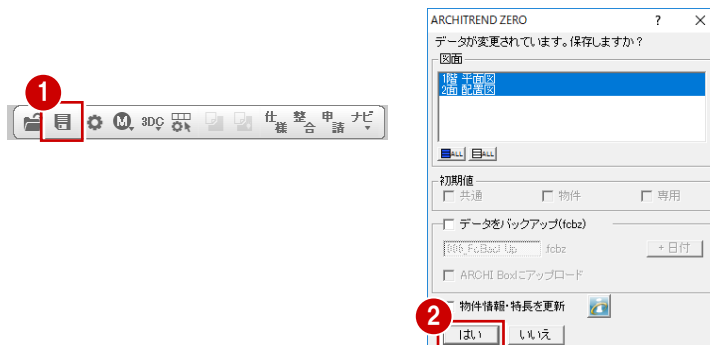 1
3DC
仕様
整合
申請
ナビ
ARCHITREND ZERO ? ×
データが変更されています。保存しますか?
図面
1階 平面図
2面 配置図
ALL ALL
初期値
共通 物件 専用
データをバックアップ(fcbz)
fcbz +日付
ARCHI Boxにアップロード
物件情報・特長を更新
2
はい いいえ